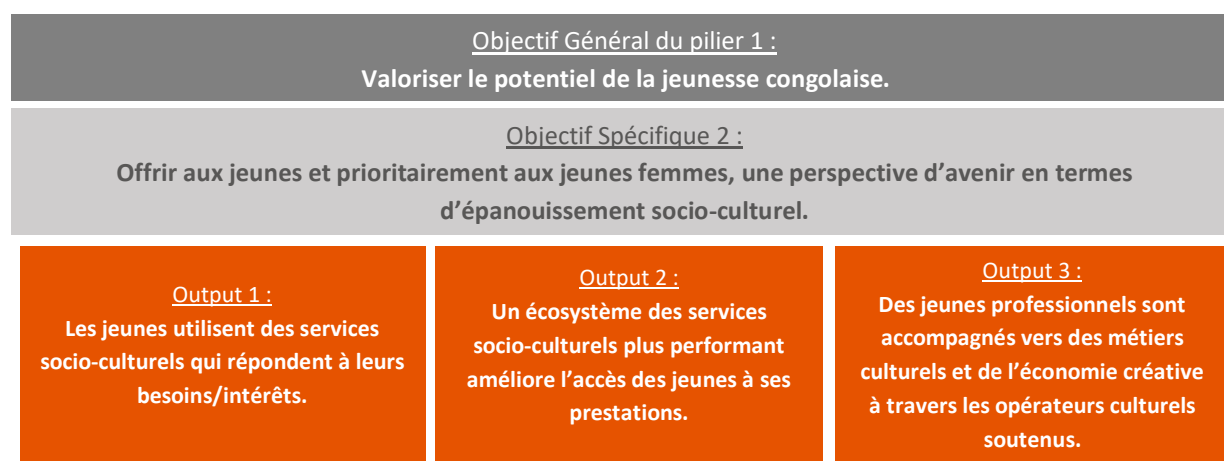 Objectif Général du pilier 1 :
Valoriser le potentiel de la jeunesse congolaise.
Objectif Spécifique 2 :
Offrir aux jeunes et prioritairement aux jeunes femmes, une perspective d’avenir en termes
d’épanouissement socio-culturel.
Output 1 :
Les jeunes utilisent des services
socio-culturels qui répondent à leurs
besoins/intérêts.
Output 2 :
Un écosystème des services
socio-culturels plus performant
améliore l’accès des jeunes à ses
prestations.
Output 3 :
Des jeunes professionnels sont
accompagnés vers des métiers
culturels et de l’économie créative
à travers les opérateurs culturels
soutenus.